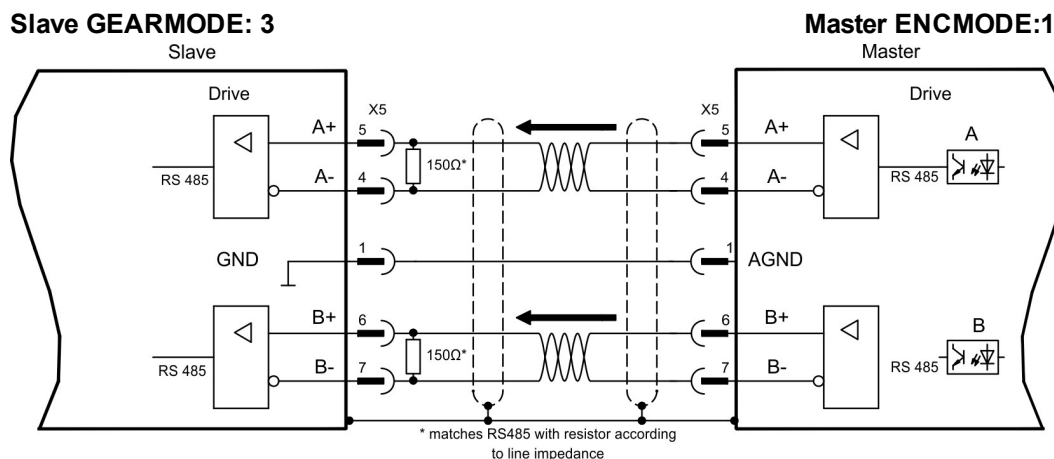 Slave GEARMODE: 3
Master ENCMODE:1
Slave
Master
Drive
X5
X5
Drive
A+
5
5
A+
A
150Ω*
RS 485
A-
4
4
A-
RS 485
GND
1
1
AGND
B+
6
6
B+
B
150Ω*
RS 485
B-
7
7
B-
RS 485
* matches RS485 with resistor according
to line impedance